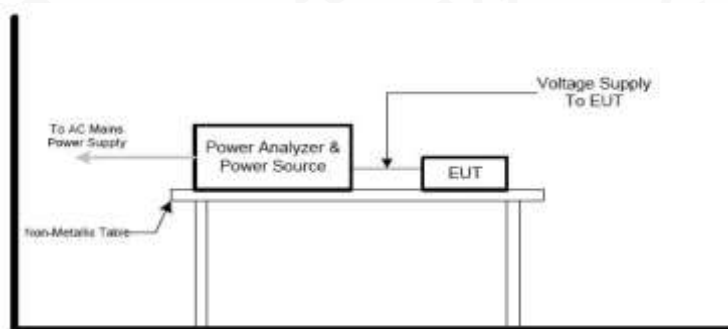 Voltage Supply
To EUT
To AC Mains
Power Supply
Power Analyzer &
Power Source
EUT
Non-Metallic Table